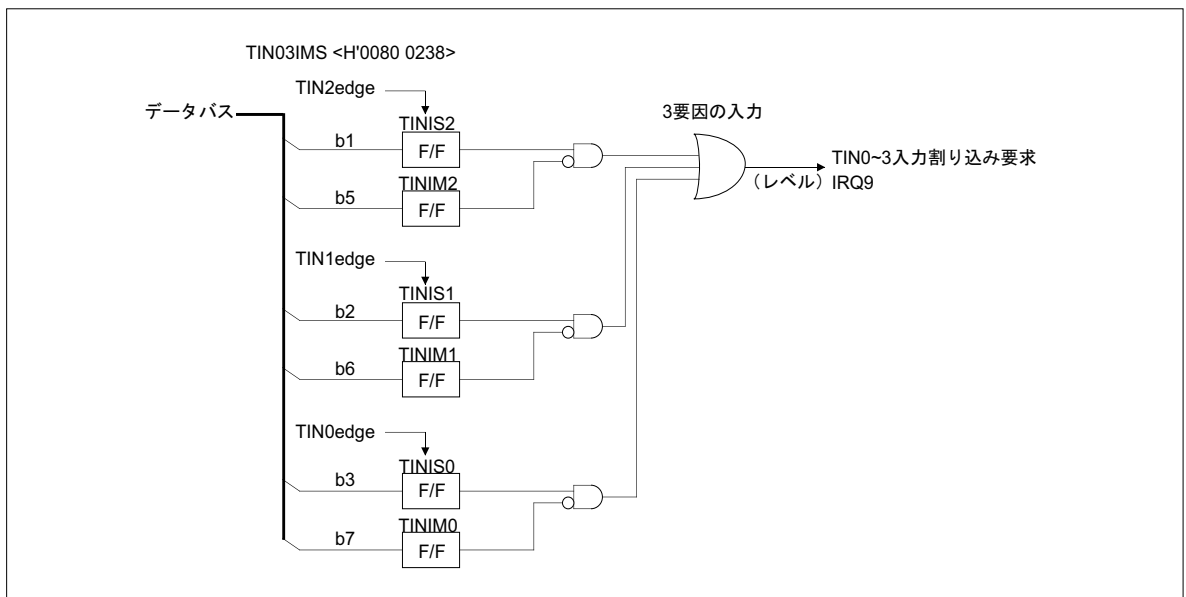 TIN03IMS <H'0080 0238>
TIN2edge
データバス
3要因の入力
TINIS2
b1
F/F
TIN0~3入力割り込み要求
(レベル)
IRQ9
TINIM2
b5
F/F
TIN1edge
TINIS1
b2
F/F
TINIM1
b6
F/F
TIN0edge
TINIS0
b3
F/F
TINIM0
b7
F/F